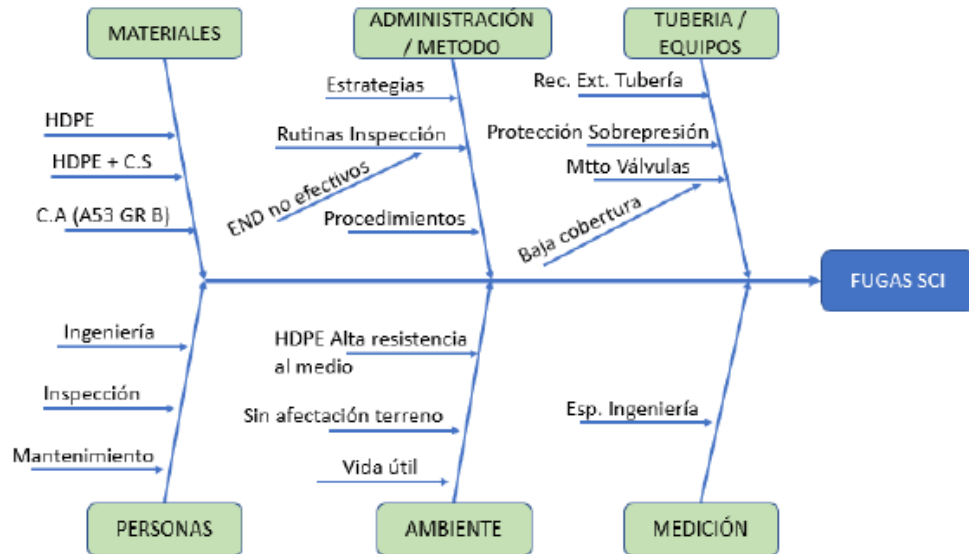 MATERIALES
ADMINISTRACIÓN
/ METODO
TUBERIA /
EQUIPOS
HDPE
HDPE + C.S
C.A (A53 GR B)
Estrategias
Rutinas Inspección
END no efectivos
Procedimientos
Rec. Ext. Tubería
Protección Sobrepresión
Mtto Válvulas
Baja cobertura
FUGAS SCI
Ingeniería
Inspección
Mantenimiento
HDPE Alta resistencia
al medio
Sin afectación terreno
Vida útil
Esp. Ingeniería
PERSONAS
AMBIENTE
MEDICIÓN